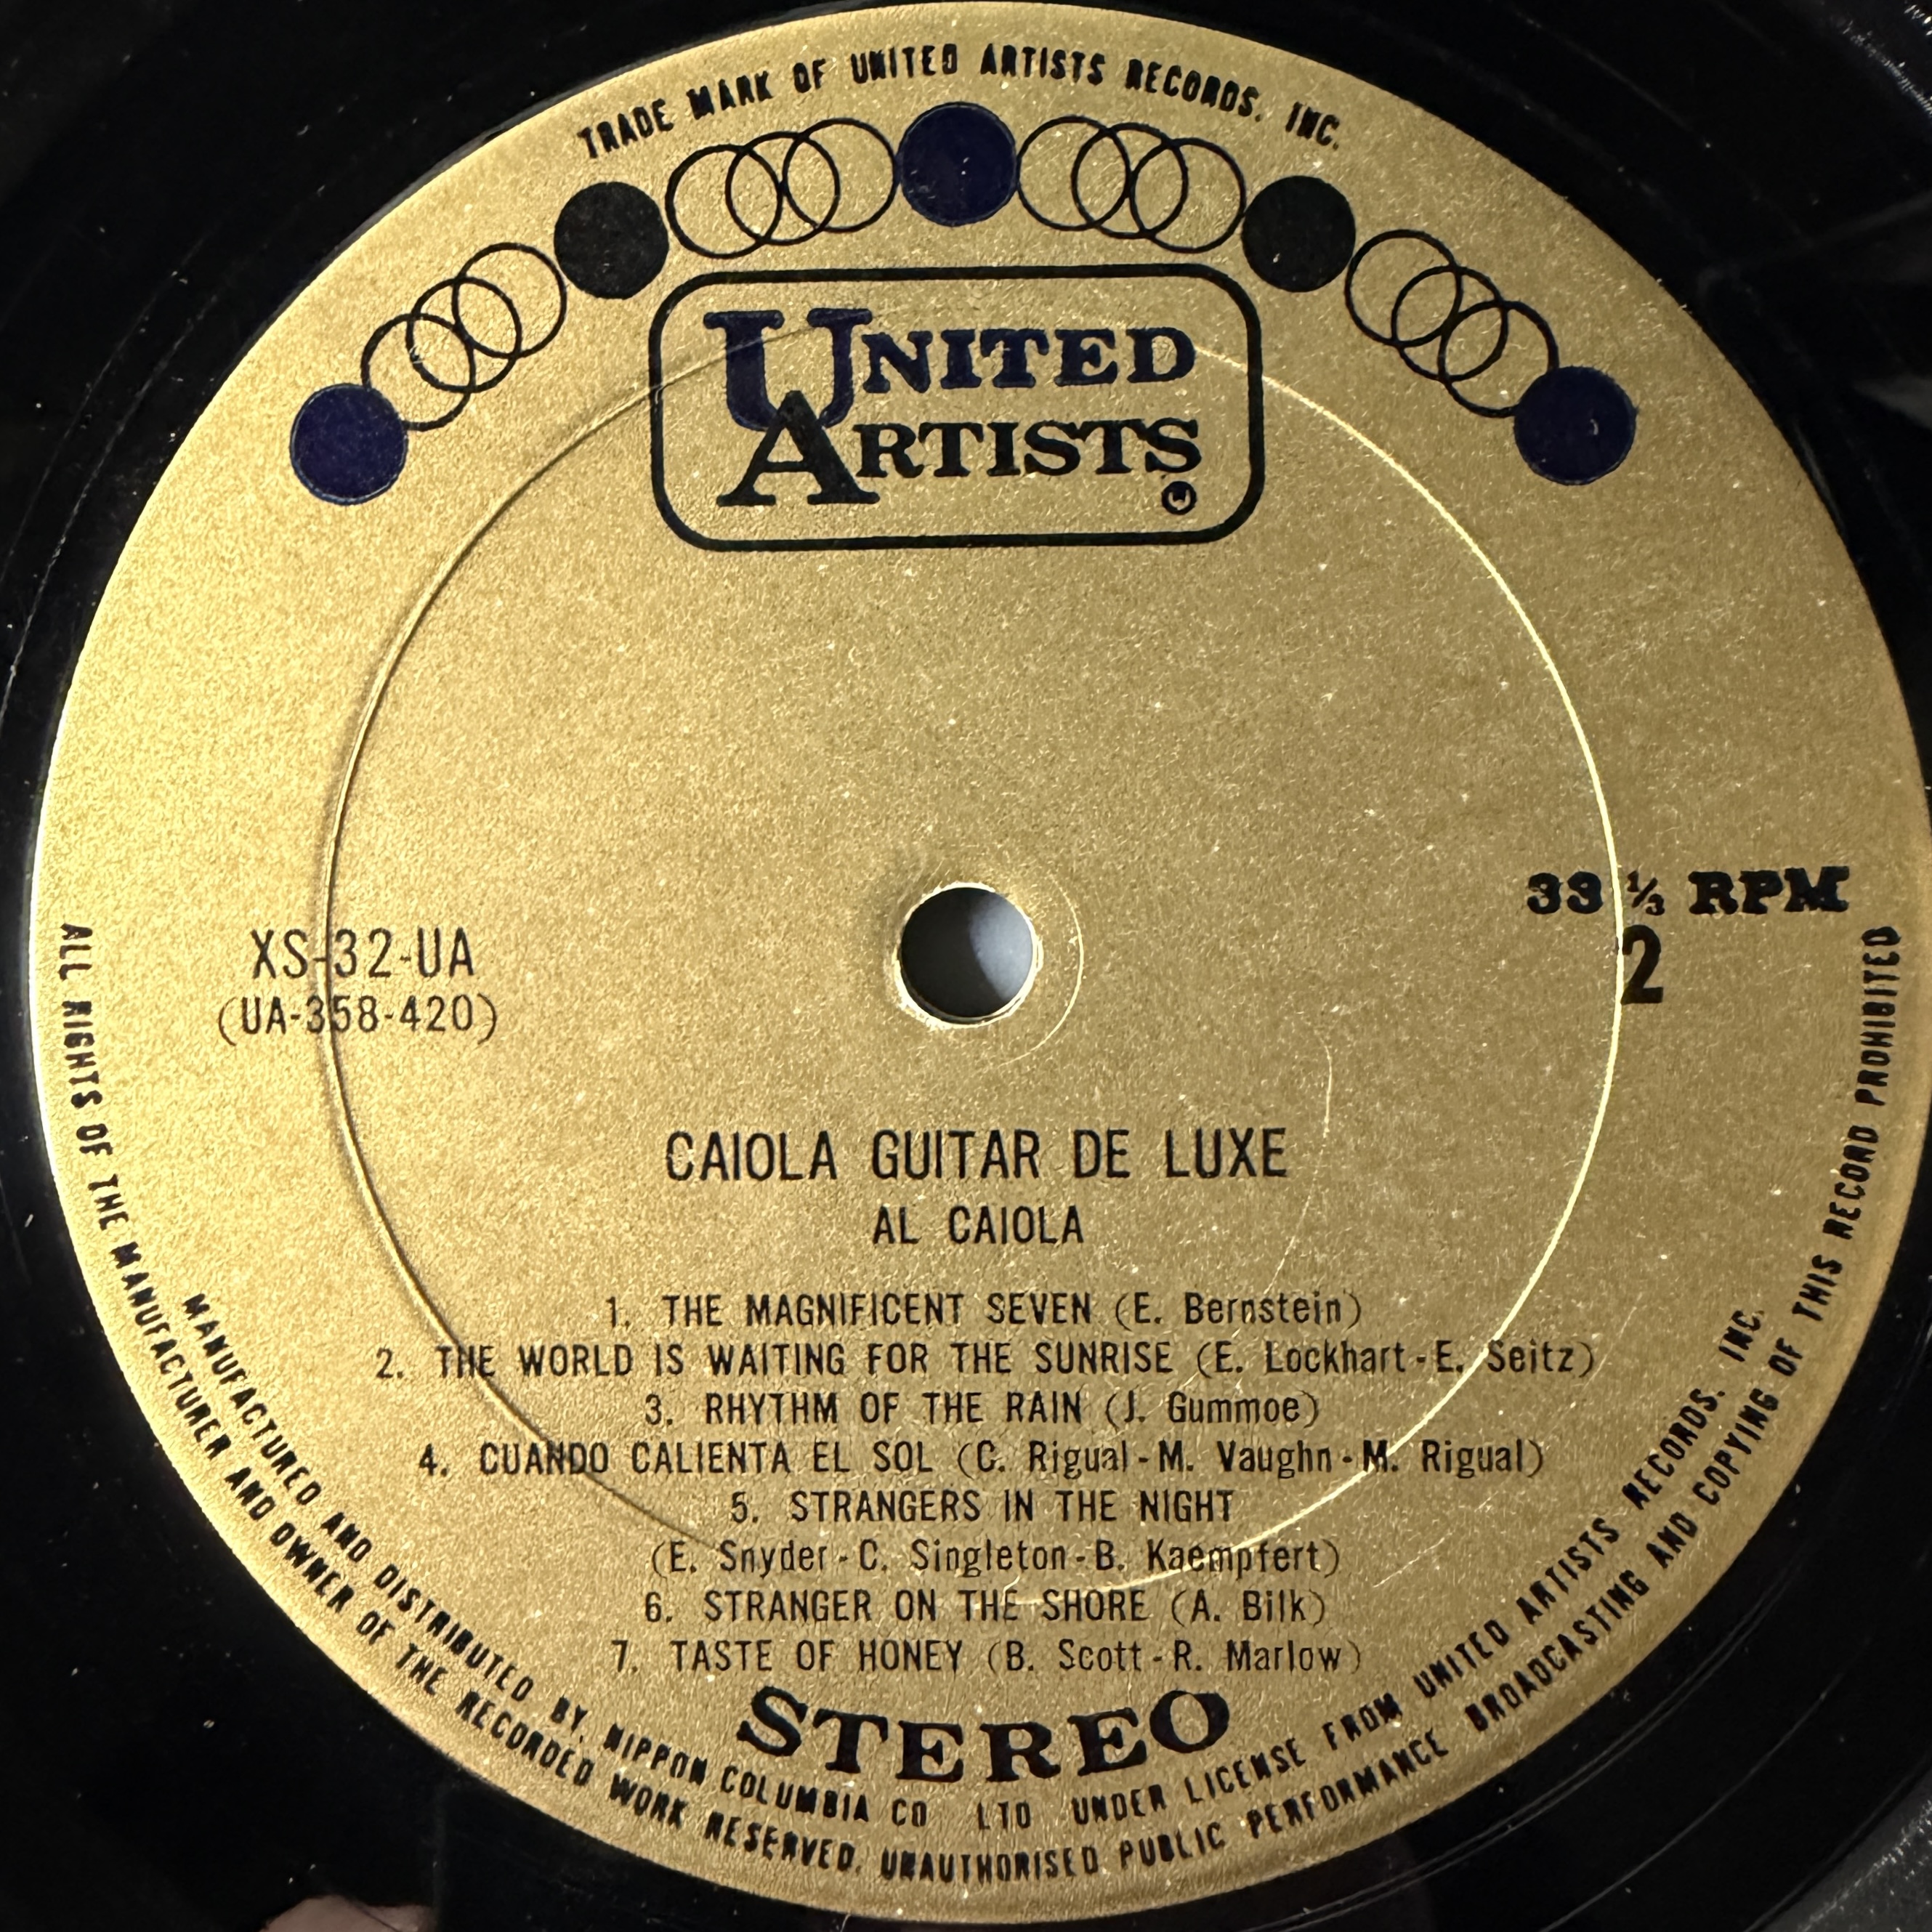 TRADE MARK OF UNITED ARTISTS RECORDS, INC.
UNITED
ARTISTS
33 ⅓ RPM
2
XS-32-UA
(UA-358-420)
CAIOLA GUITAR DE LUXE
AL CAIOLA
1. THE MAGNIFICENT SEVEN (E. Bernstein)
2. THE WORLD IS WAITING FOR THE SUNRISE (E. Lockhart-E. Seitz)
3. RHYTHM OF THE RAIN (J. Gummoe)
4. CUANDO CALIENTA EL SOL (C. Rigual-M. Vaughn-M. Rigual)
5. STRANGERS IN THE NIGHT
(E. Snyder-C. Singleton-B. Kaempfert)
6. STRANGER ON THE SHORE (A. Bilk)
7. TASTE OF HONEY (B. Scott-R. Marlow)
STEREO
MANUFACTURED AND DISTRIBUTED BY, NIPPON COLUMBIA CO LTD UNDER LICENSE FROM UNITED ARTISTS RECORDS, INC.
ALL RIGHTS OF THE MANUFACTURER AND OWNER OF THE RECORDED WORK RESERVED, UNAUTHORISED PUBLIC PERFORMANCE BROADCASTING AND COPYING OF THIS RECORD PROHIBITED